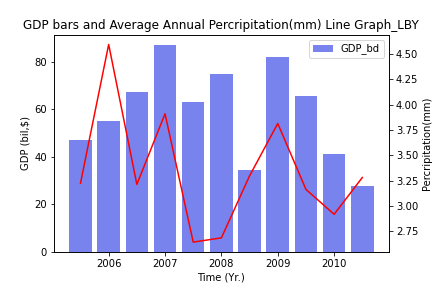 GDP bars and Average Annual Percripitation(mm) Line Graph_LBY
GDP_bd
80
60
40
20
0
GDP (bil,$)
4.50
4.25
4.00
3.75
3.50
3.25
3.00
2.75
Percripitation(mm)
2006 2007 2008 2009 2010
Time (Yr.)